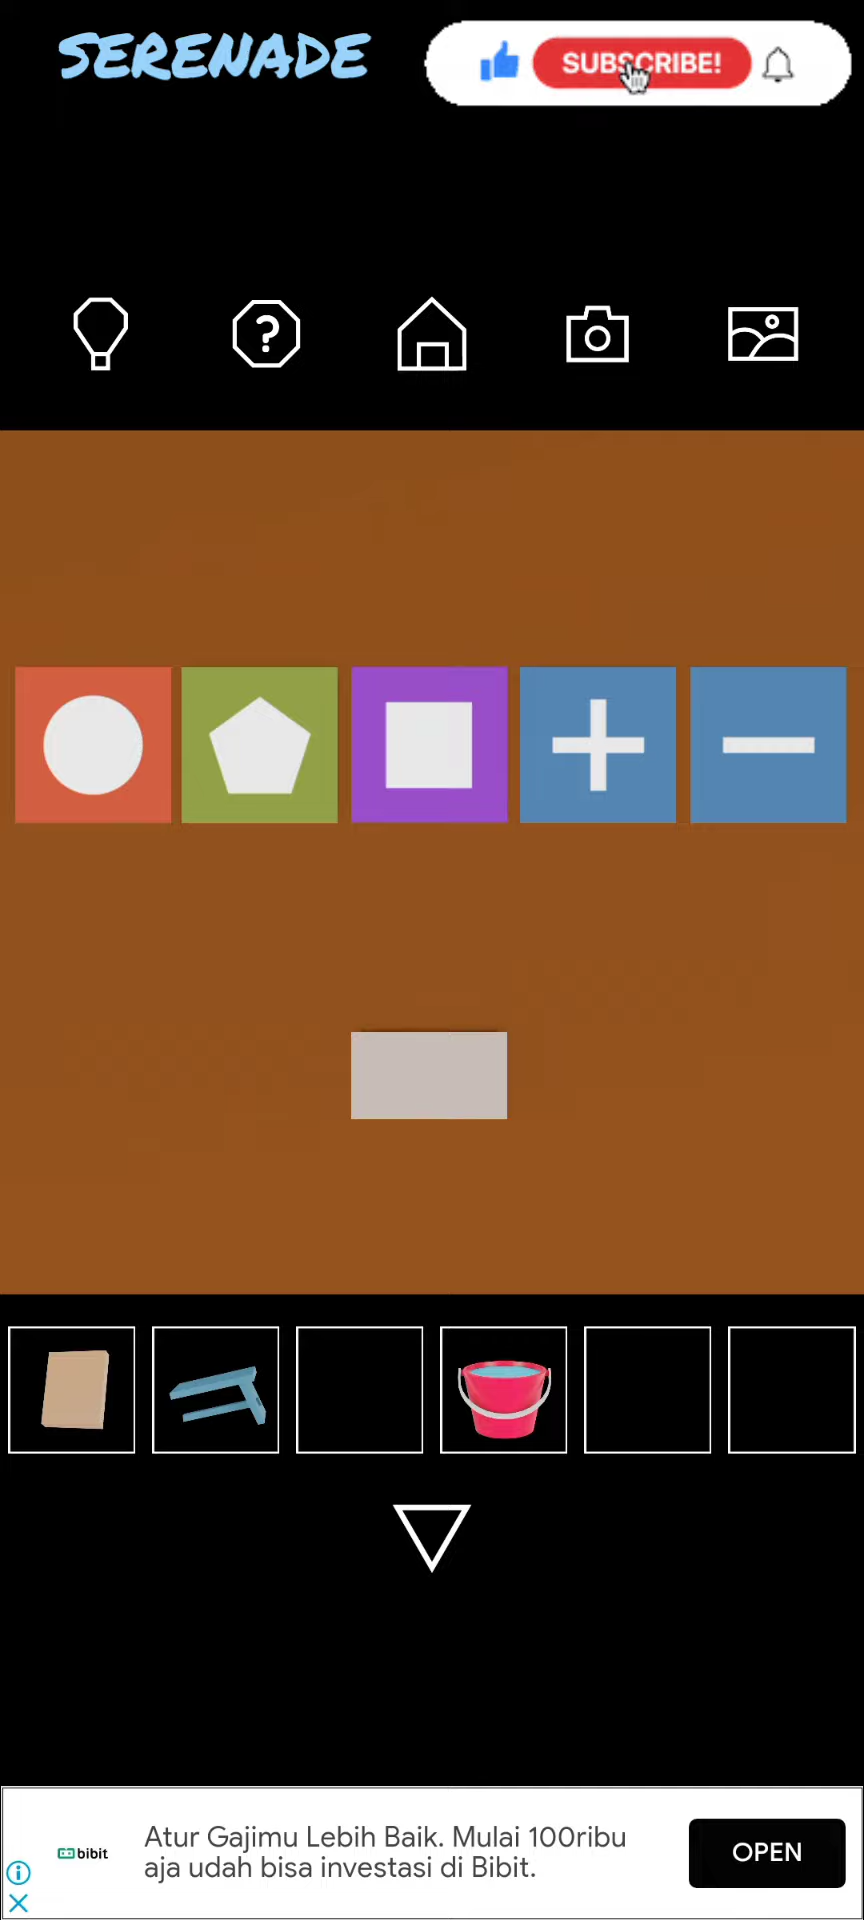 SERENADE
SUBSCRIBE!
?
Atur Gajimu Lebih Baik. Mulai 100ribu
aja udah bisa investasi di Bibit.
bibit
OPEN